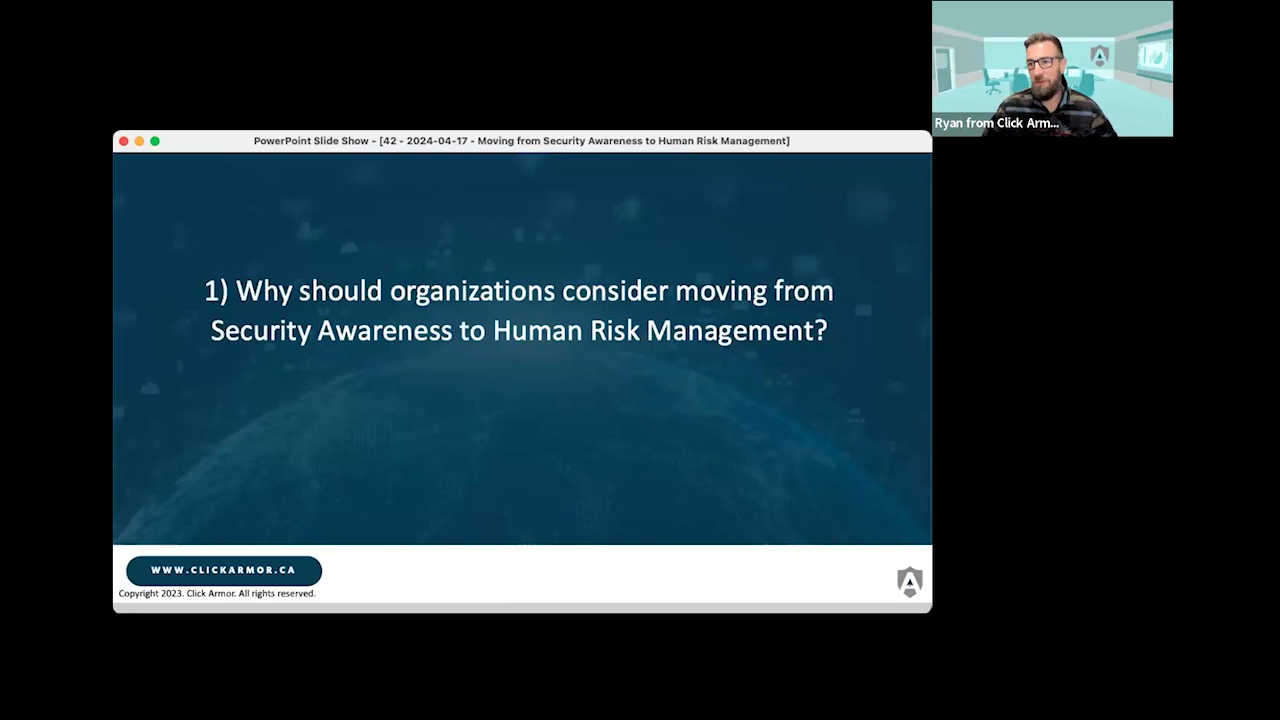 Ryan from Click Arm...
PowerPoint Slide Show - [42 - 2024-04-17 - Moving from Security Awareness to Human Risk Management]
1) Why should organizations consider moving from
Security Awareness to Human Risk Management?
WWW.CLICKARMOR.CA
Copyright 2023. Click Armor. All rights reserved.